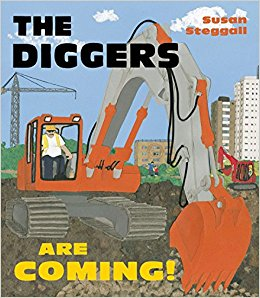 THE
DIGGERS
Susan
Steggall
ARE
COMING!